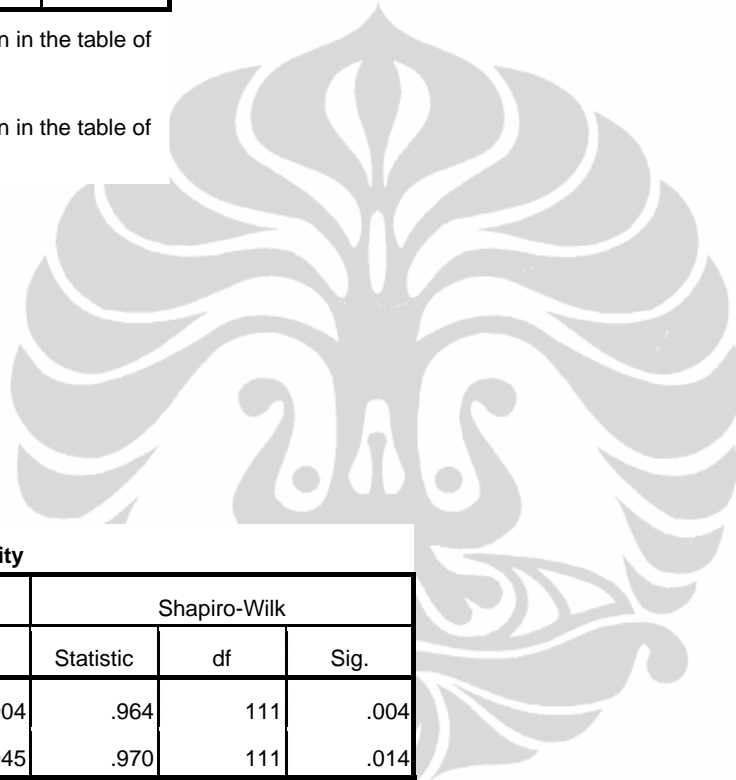 n in the table of
n in the table of
ity
Shapiro-Wilk
Statistic df Sig.
04 .964 111 .004
45 .970 111 .014